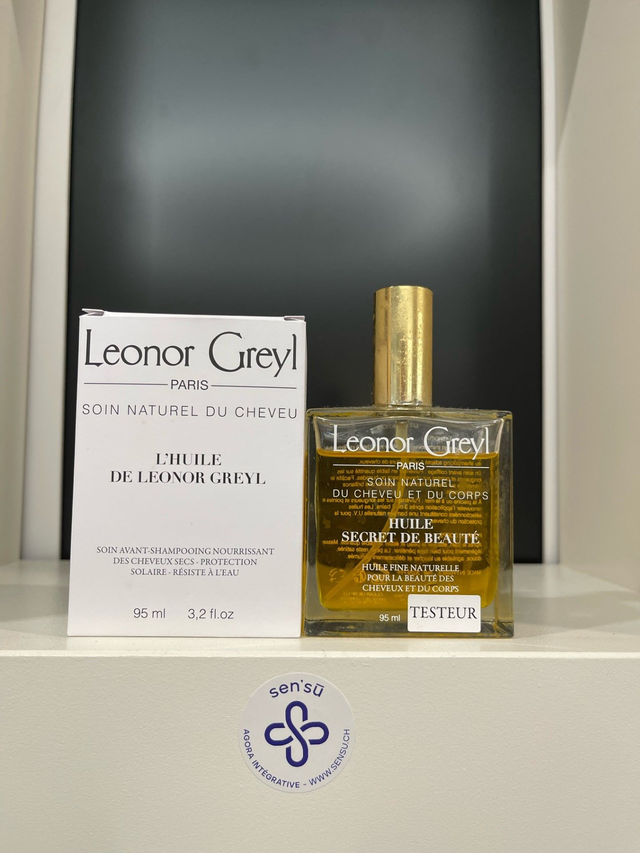 Leonor Greyl
PARIS
SOIN NATUREL DU CHEVEU
L'HUILE
DE LEONOR GREYL
SOIN AVANT-SHAMPOOING NOURRISSANT
DES CHEVEUX SECS - PROTECTION
SOLAIRE - RÉSISTE À L'EAU
95 ml 3,2 fl.oz
Leonor Greyl
PARIS
SOIN NATUREL
DU CHEVEU ET DU CORPS
HUILE
SECRET DE BEAUTÉ
HUILE FINE NATURELLE
POUR LA BEAUTÉ DES
CHEVEUX ET DU CORPS
95 ml
TESTEUR
sen'sū
AGORA INTÉGRATIVE - WWW.SENSU.CH